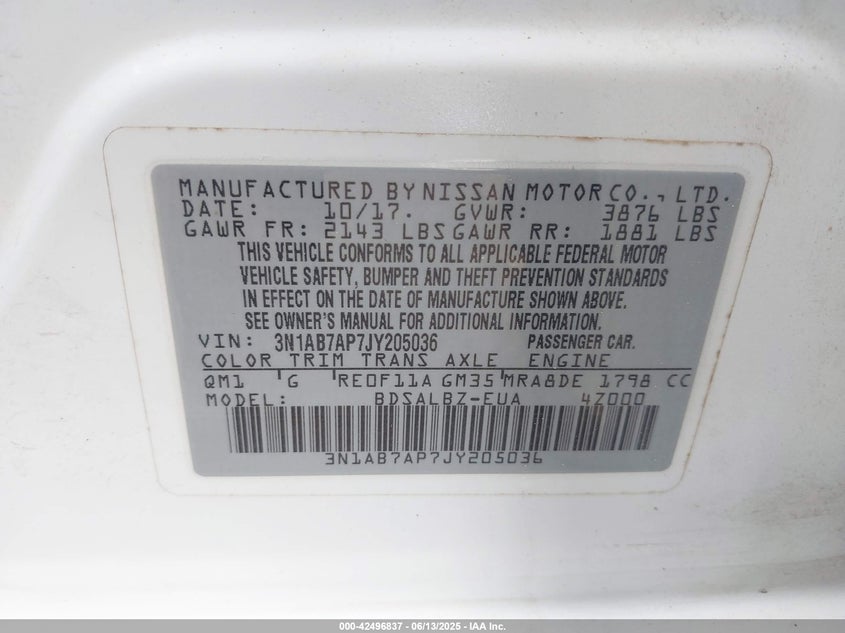 MANUFACTURED BY NISSAN MOTOR CO., LTD.
DATE: 10/17. GVWR: 3876 LBS
GAWR FR: 2143 LBS GAWR RR: 1881 LBS
THIS VEHICLE CONFORMS TO ALL APPLICABLE FEDERAL MOTOR
VEHICLE SAFETY, BUMPER AND THEFT PREVENTION STANDARDS
IN EFFECT ON THE DATE OF MANUFACTURE SHOWN ABOVE.
SEE OWNER'S MANUAL FOR ADDITIONAL INFORMATION.
VIN: 3N1AB7AP7JY205036 PASSENGER CAR.
COLOR TRIM TRANS AXLE ENGINE
QM1 G RE0F11A GM35 MRA8DE 1798 CC
MODEL: BDSALBZ-EUA 4Z000
3N1AB7AP7JY205036
000-42496837 - 06/13/2025 - IAA Inc.